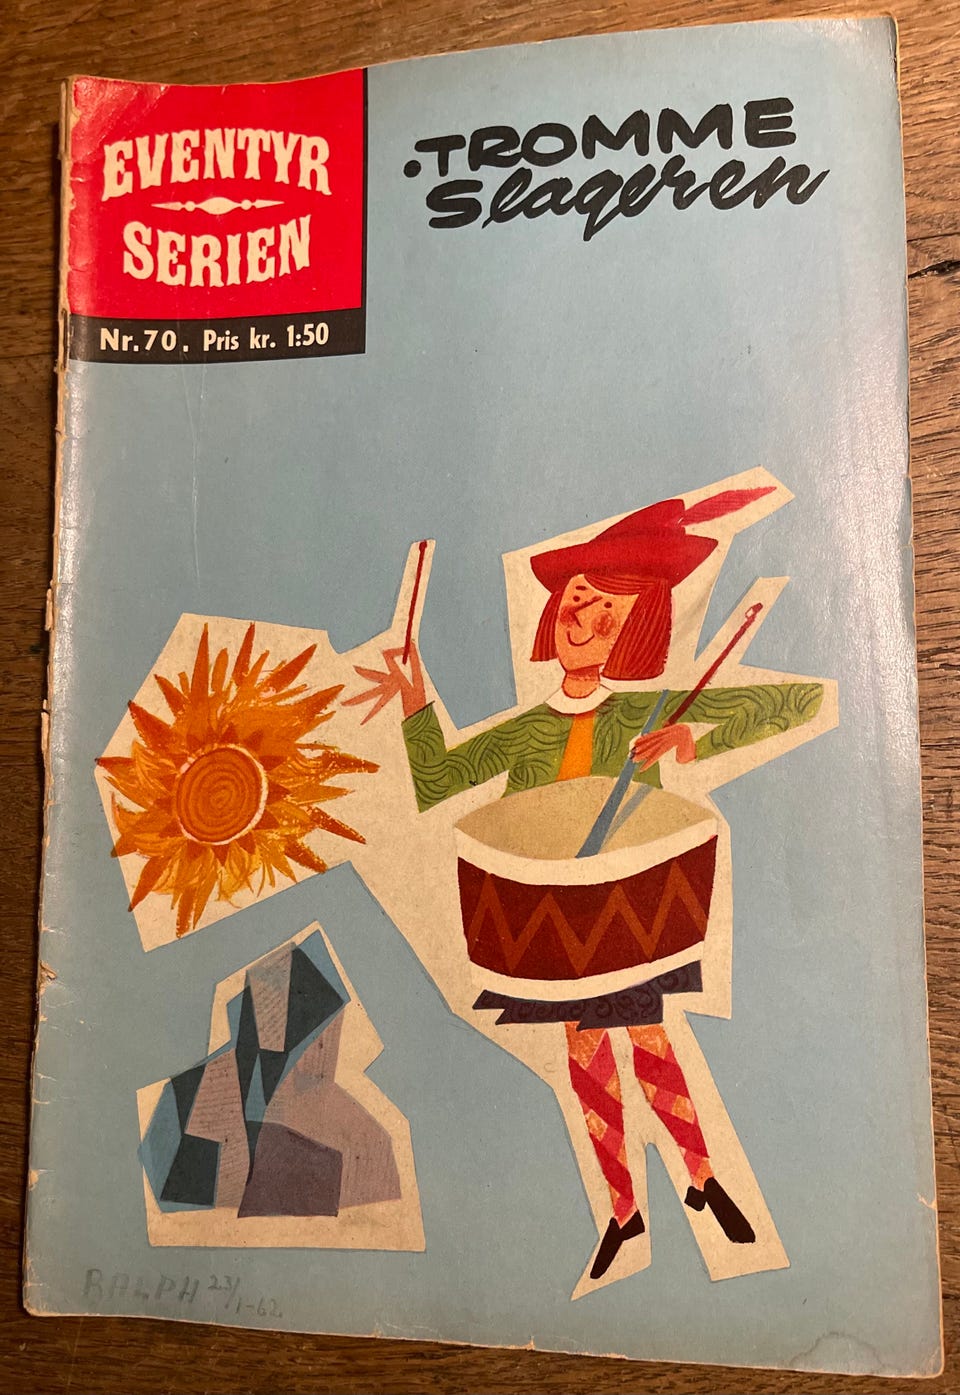 EVENTYR
SERIEN
Nr.70. Pris kr. 1:50
TROMME
slageren
RALPH 23/1-62